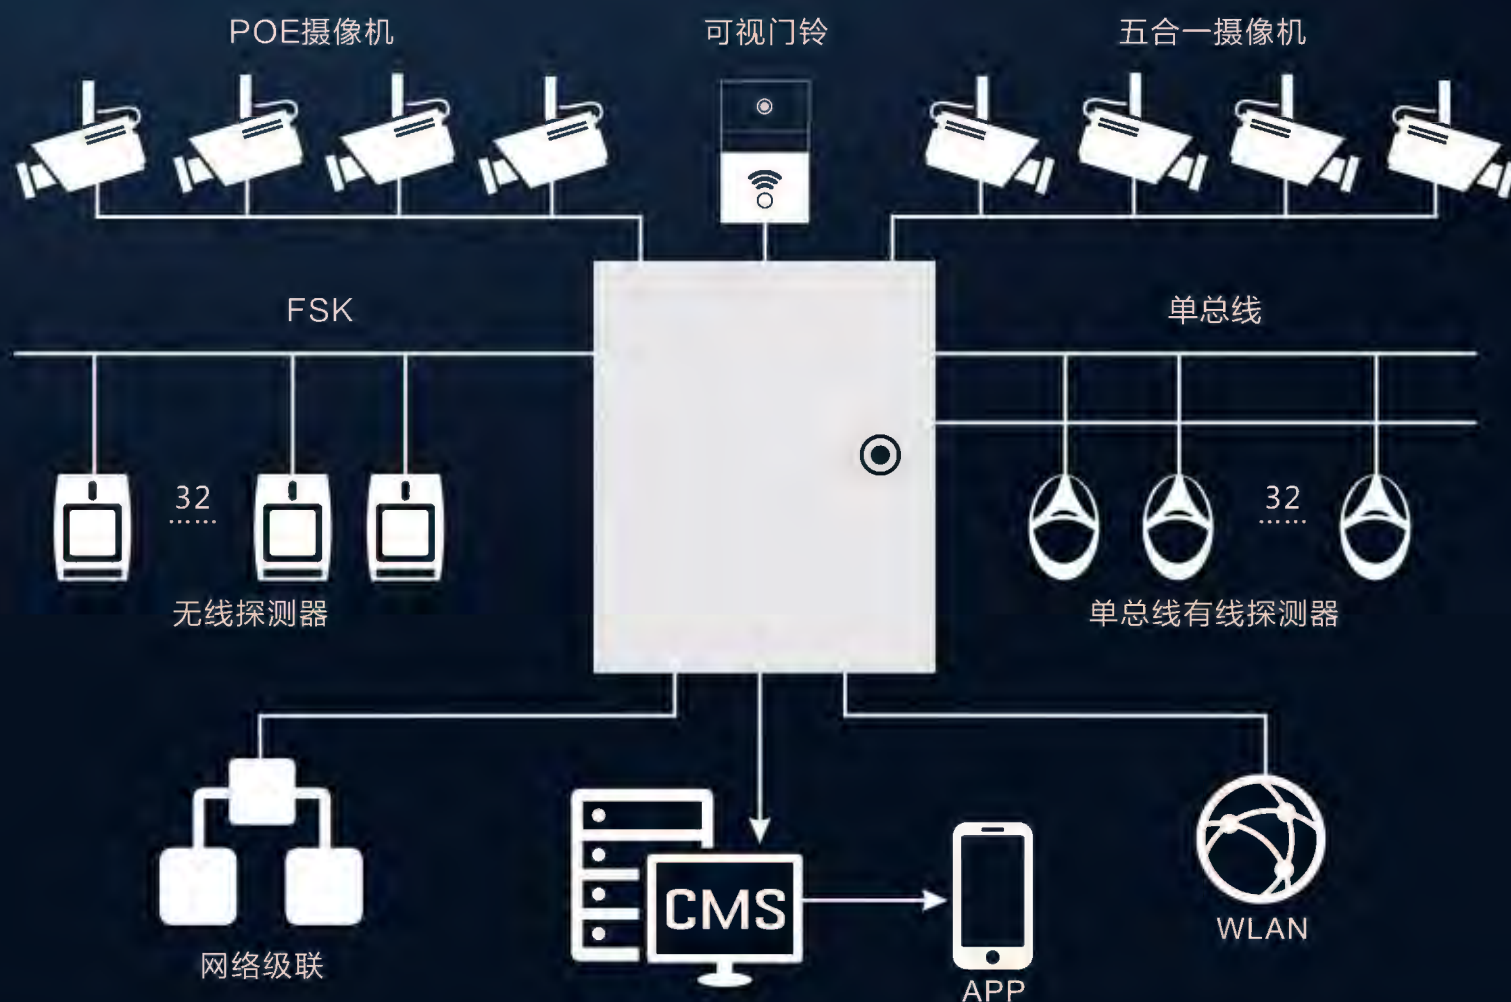 POE摄像机
可视门铃
五合一摄像机
FSK
单总线
32
32
无线探测器
单总线有线探测器
CMS
网络级联
APP
WLAN